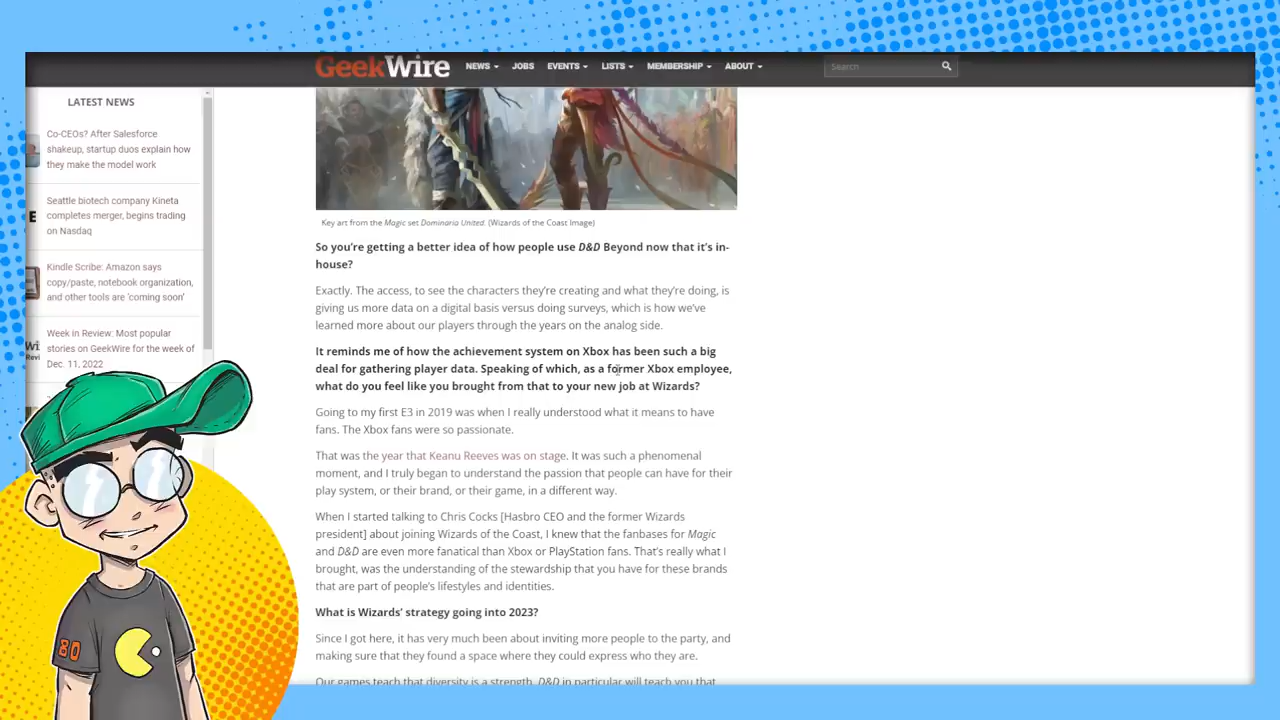 GeekWire NEWS JOBS EVENTS LISTS MEMBERSHIP ABOUT Search
LATEST NEWS
Co-CEOs? After Salesforce
shakeup, startup duos explain how
they make the model work
E
Seattle biotech company Kineta
completes merger, begins trading
on Nasdaq
Kindle Scribe: Amazon says
copy/paste, notebook organization,
and other tools are ‘coming soon’
Week in Review: Most popular
stories on GeekWire for the week of
Dec. 11, 2022
Key art from the Magic set Dominaria United. (Wizards of the Coast Image)
So you’re getting a better idea of how people use D&D Beyond now that it’s in-
house?
Exactly. The access, to see the characters they’re creating and what they’re doing, is
giving us more data on a digital basis versus doing surveys, which is how we’ve
learned more about our players through the years on the analog side.
It reminds me of how the achievement system on Xbox has been such a big
deal for gathering player data. Speaking of which, as a former Xbox employee,
what do you feel like you brought from that to your new job at Wizards?
Going to my first E3 in 2019 was when I really understood what it means to have
fans. The Xbox fans were so passionate.
That was the year that Keanu Reeves was on stage. It was such a phenomenal
moment, and I truly began to understand the passion that people can have for their
play system, or their brand, or their game, in a different way.
When I started talking to Chris Cocks [Hasbro CEO and the former Wizards
president] about joining Wizards of the Coast, I knew that the fanbases for Magic
and D&D are even more fanatical than Xbox or PlayStation fans. That’s really what I
brought, was the understanding of the stewardship that you have for these brands
that are part of people’s lifestyles and identities.
What is Wizards’ strategy going into 2023?
Since I got here, it has very much been about inviting more people to the party, and
making sure that they found a space where they could express who they are.
Our games teach that diversity is a strength. D&D in particular will teach you that
80